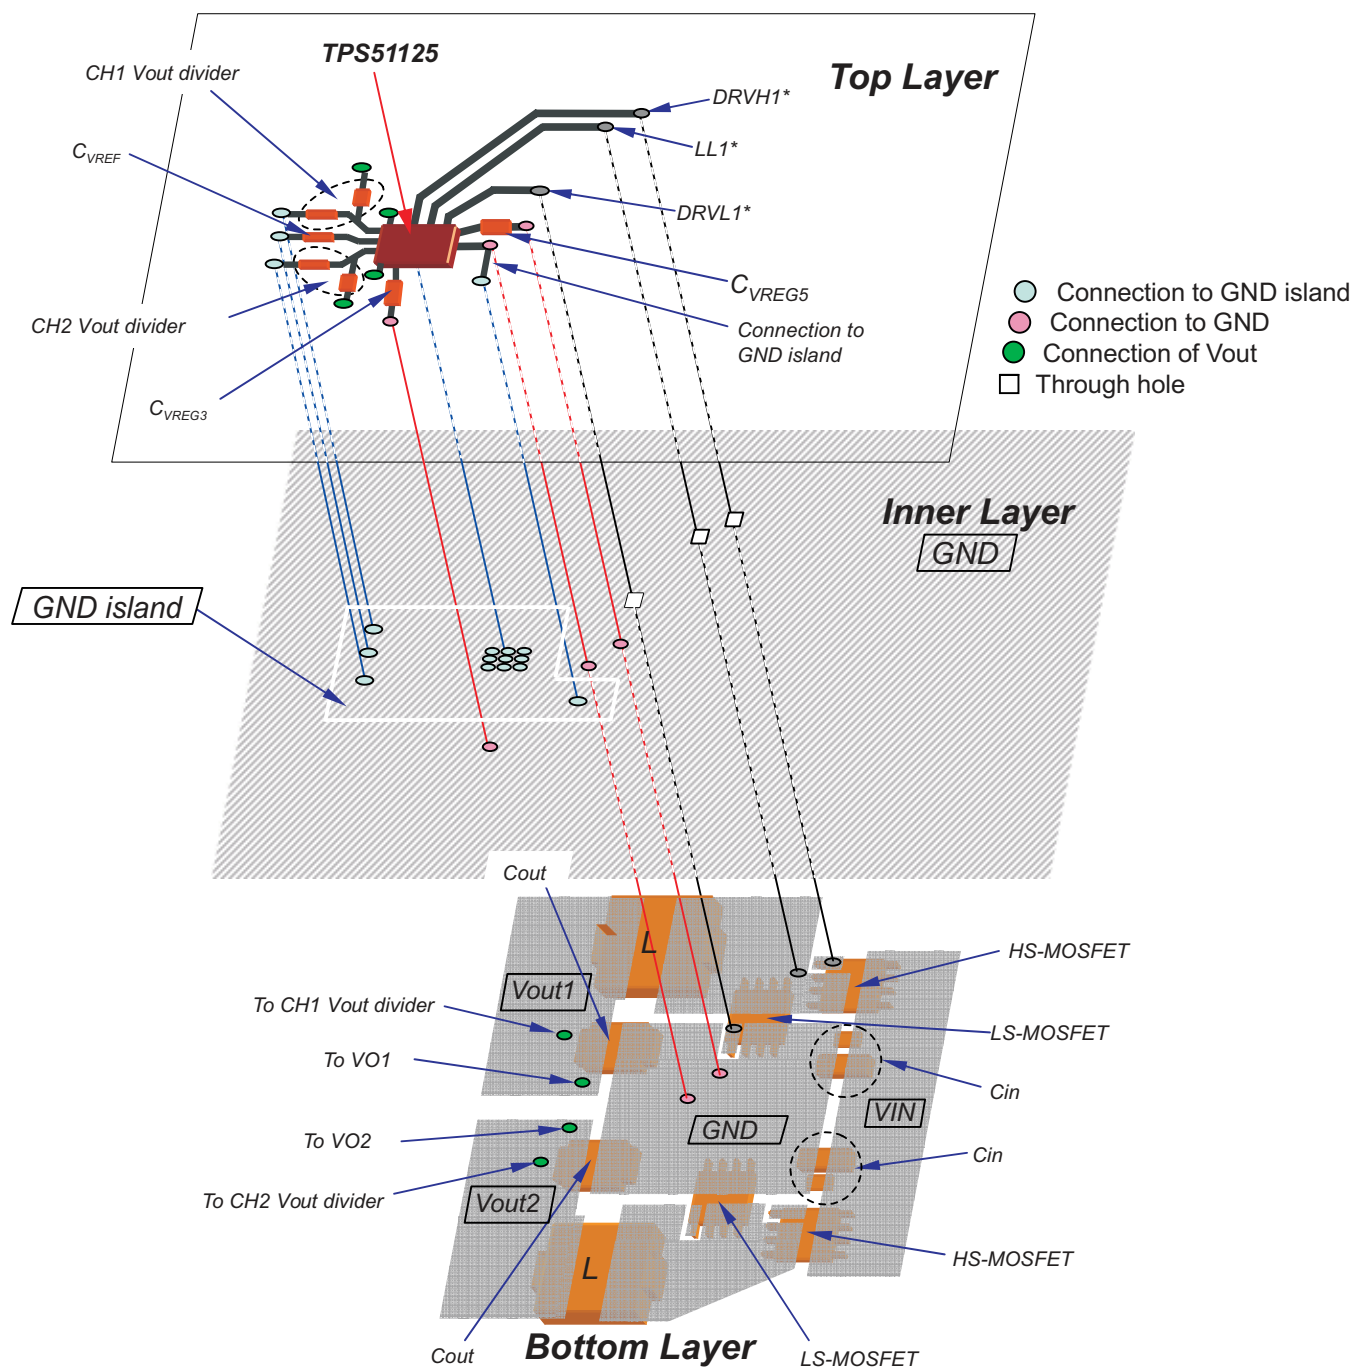 TPS51125
CH1 Vout divider
Top Layer
DRVH1*
C_VREF
LL1*
DRVL1*
C_VREG5
CH2 Vout divider
Connection to
GND island
C_VREG3
Connection to GND island
Connection to GND
Connection of Vout
Through hole
Inner Layer
GND
GND island
Cout
L
HS-MOSFET
Vout1
To CH1 Vout divider
LS-MOSFET
To VO1
Cin
VIN
GND
To VO2
Cin
To CH2 Vout divider
Vout2
HS-MOSFET
L
Bottom Layer
Cout
LS-MOSFET